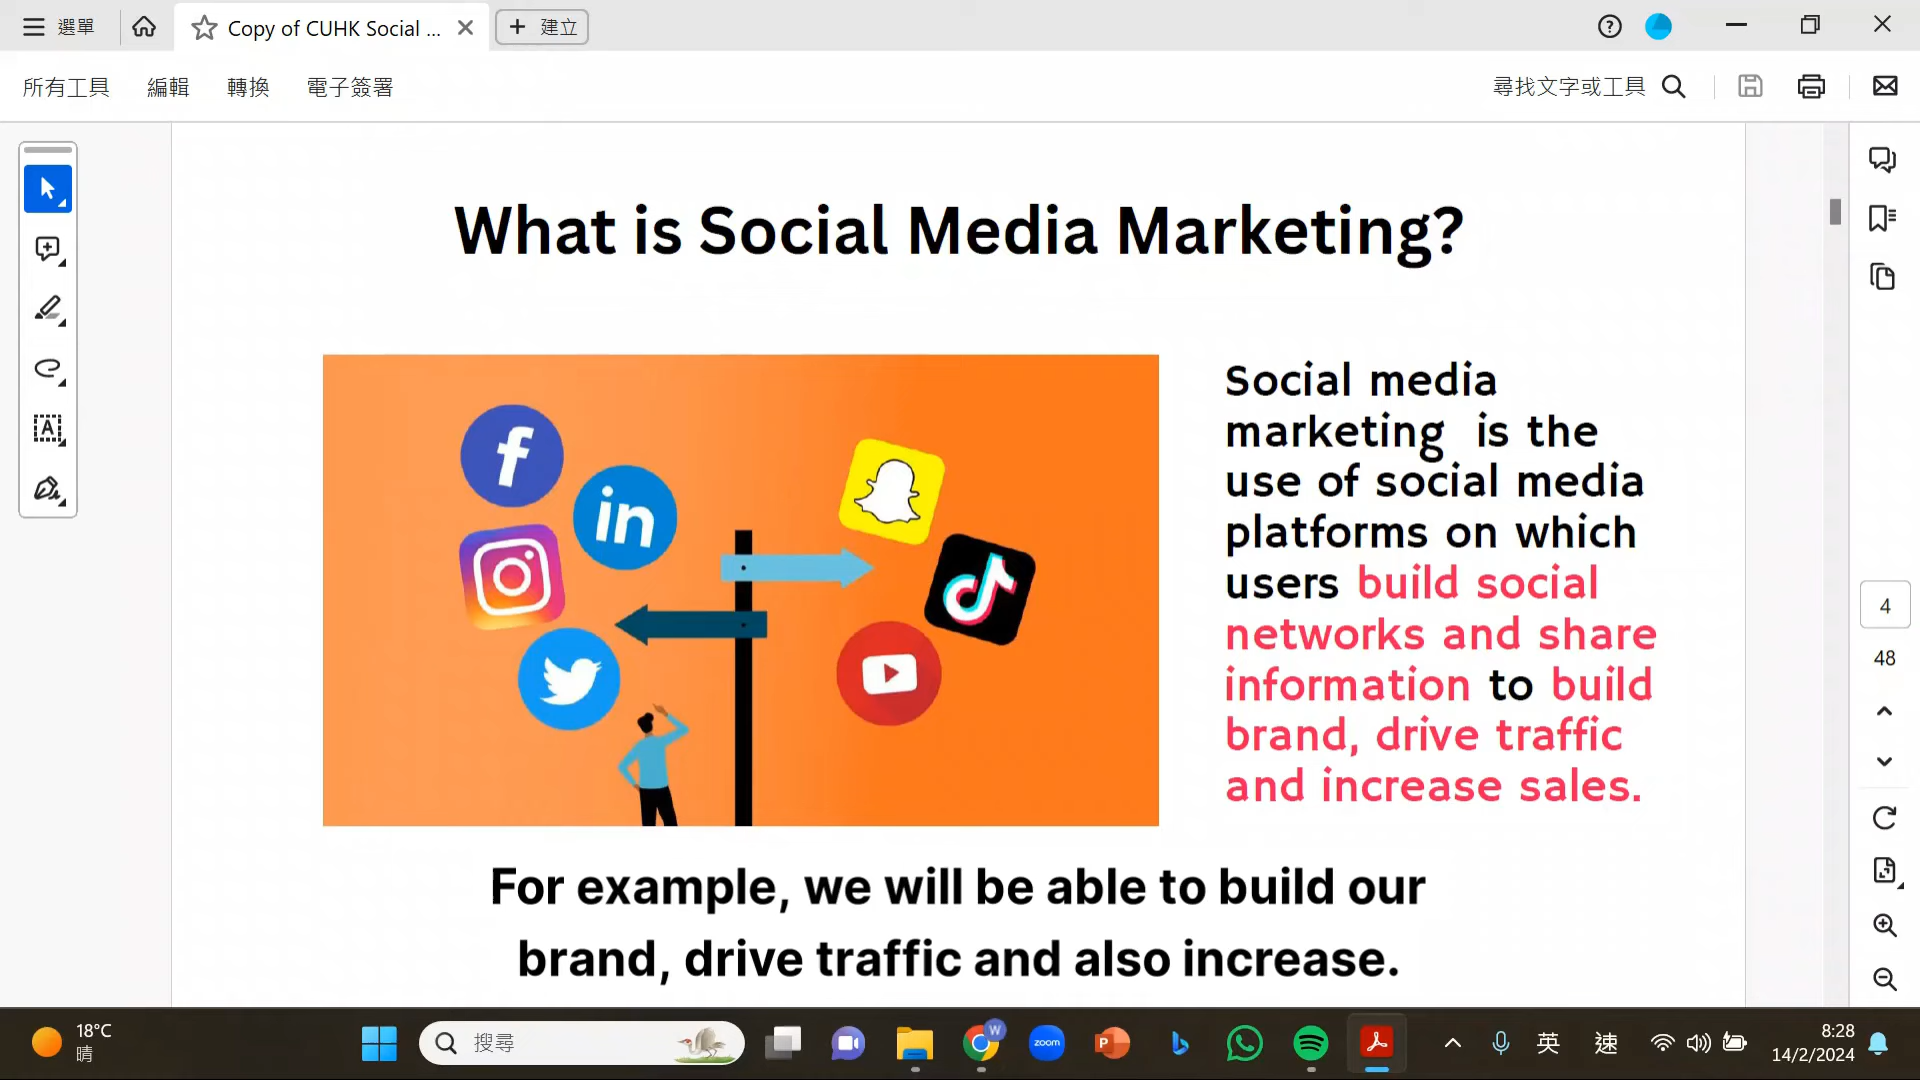 選單
Copy of CUHK Social ...
建立
所有工具
編輯
轉換
電子簽署
尋找文字或工具
What is Social Media Marketing?
Social media
marketing is the
use of social media
platforms on which
users build social
networks and share
information to build
brand, drive traffic
and increase sales.
For example, we will be able to build our
brand, drive traffic and also increase.
4
48
18°C
晴
搜尋
W
zoom
英
速
8:28
14/2/2024